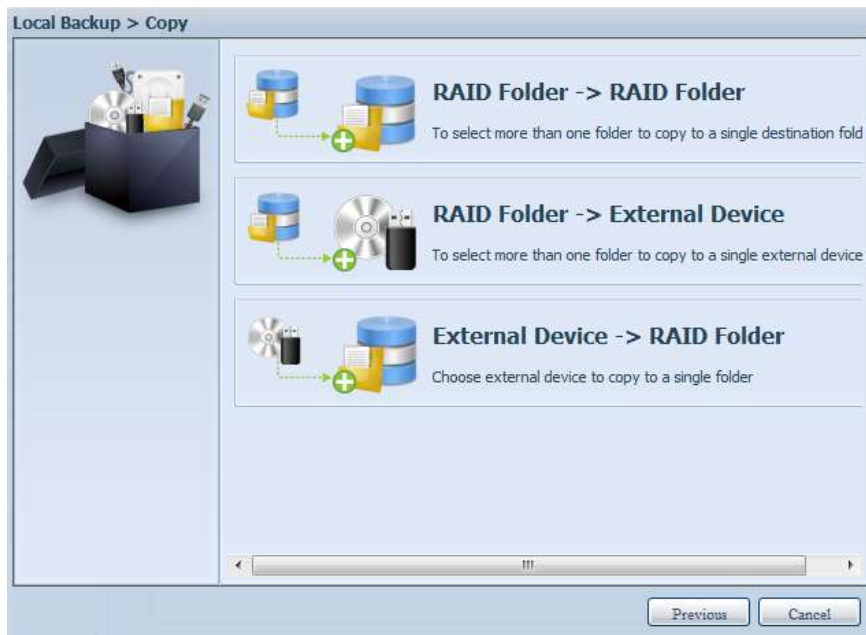 Local Backup > Copy
RAID Folder -> RAID Folder
To select more than one folder to copy to a single destination fold
RAID Folder -> External Device
To select more than one folder to copy to a single external device
External Device -> RAID Folder
Choose external device to copy to a single folder
Previous
Cancel